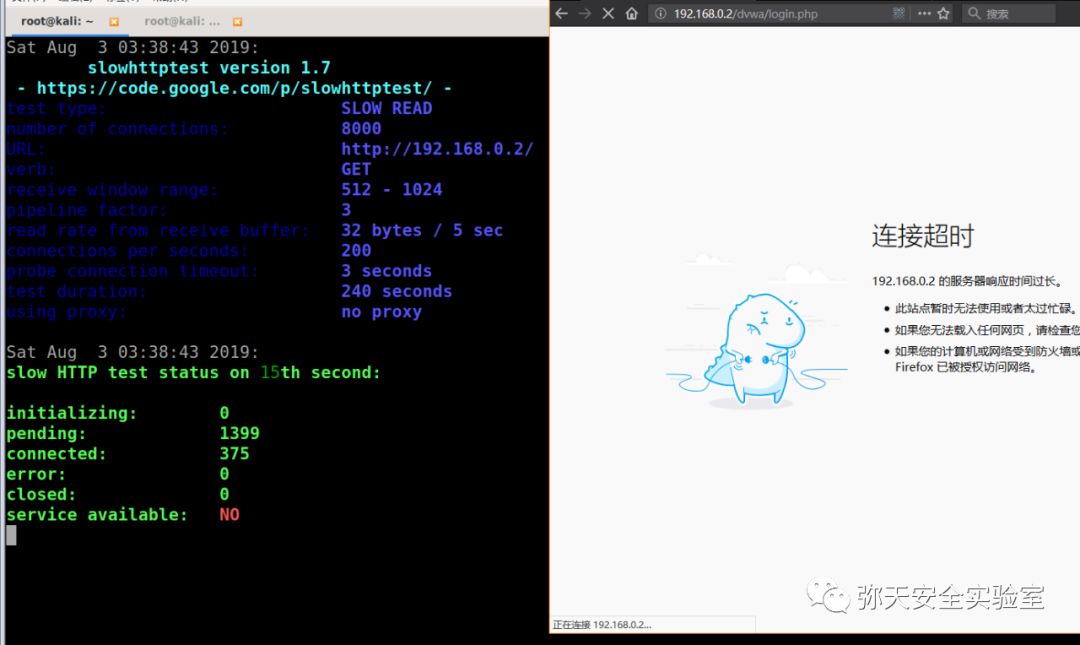 root@kali: ~
root@kali: ...
Sat Aug  3 03:38:43 2019:
slowhttptest version 1.7
- https://code.google.com/p/slowhttptest/ -
test type: SLOW READ
number of connections: 8000
URL: http://192.168.0.2/
verb: GET
receive window range: 512 - 1024
pipeline factor: 3
read rate from receive buffer: 32 bytes / 5 sec
connections per seconds: 200
probe connection timeout: 3 seconds
test duration: 240 seconds
using proxy: no proxy
Sat Aug  3 03:38:43 2019:
slow HTTP test status on 15th second:
initializing: 0
pending: 1399
connected: 375
error: 0
closed: 0
service available: NO
192.168.0.2/dvwa/login.php
搜索
连接超时
192.168.0.2 的服务器响应时间过长。
此站点暂时无法使用或者太过忙碌。
如果您无法载入任何网页，请检查您
如果您的计算机或网络受到防火墙或
Firefox 已被授权访问网络。
弥天安全实验室
正在连接 192.168.0.2...